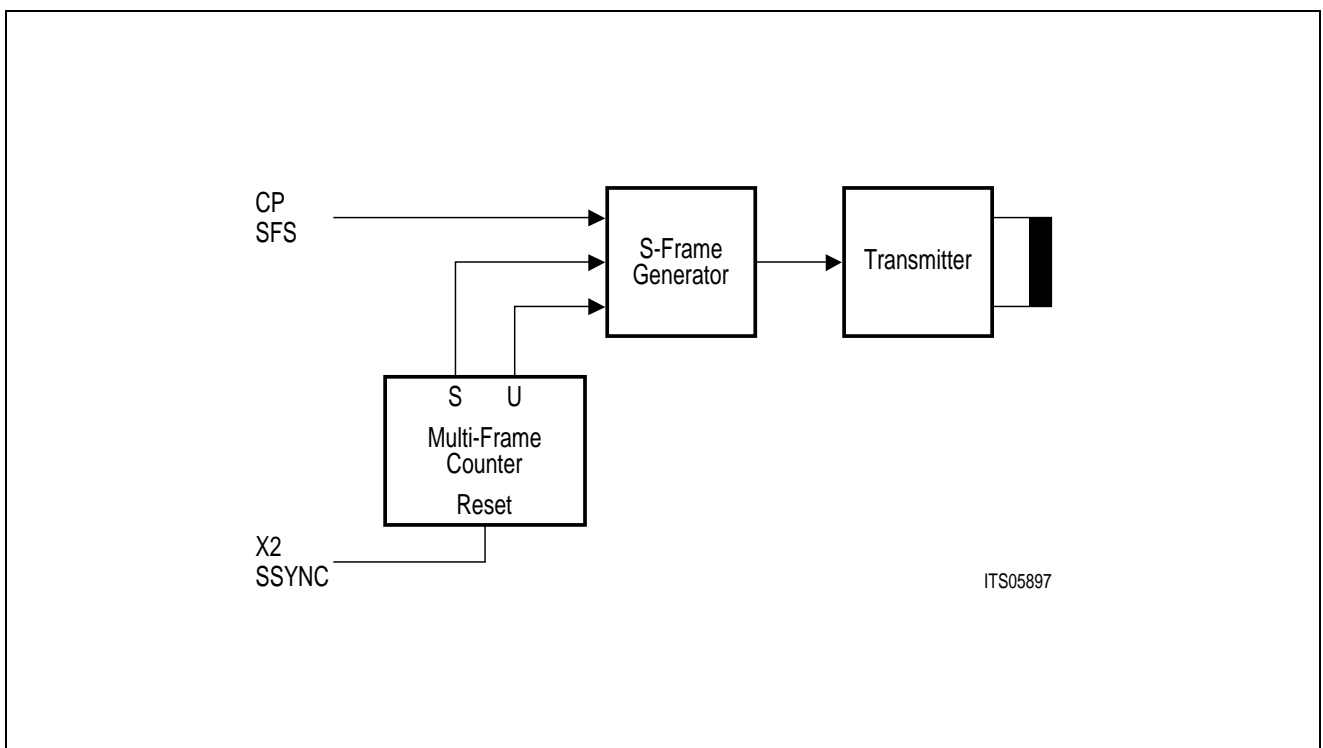 CP
SFS
S-Frame
Generator
Transmitter
S U
Multi-Frame
Counter
Reset
X2
SSYNC
ITS05897